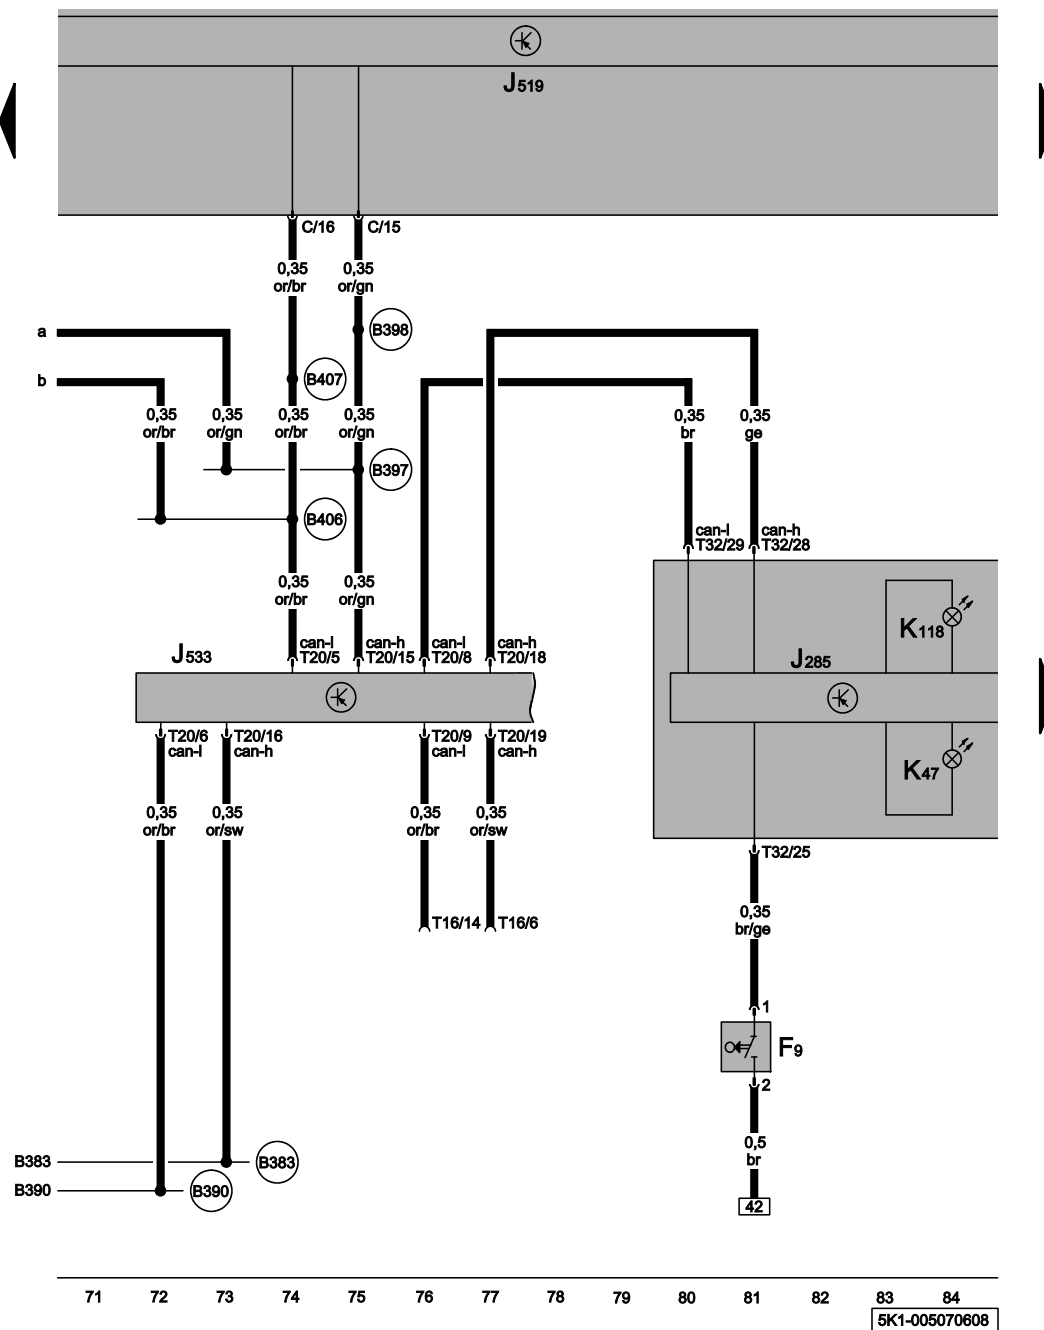 J519
C/16 C/15
0,35 0,35
or/br or/gn
a
B398
b
B407
0,35 0,35 0,35 0,35 0,35 0,35
or/br or/gn or/br or/gn br ge
B397
B406
can-l can-h
T32/29 T32/28
0,35 0,35
or/br or/gn
K118
J533
can-l can-h can-l can-h
T20/5 T20/15 T20/8 T20/18
J285
T20/6 T20/16 T20/9 T20/19
can-l can-h can-l can-h
K47
0,35 0,35 0,35 0,35
or/br or/sw or/br or/sw
T32/25
0,35
br/ge
T16/14 T16/6
1
F9
2
0,5
br
B383 B383
B390 B390
42
71 72 73 74 75 76 77 78 79 80 81 82 83 84
5K1-005070608